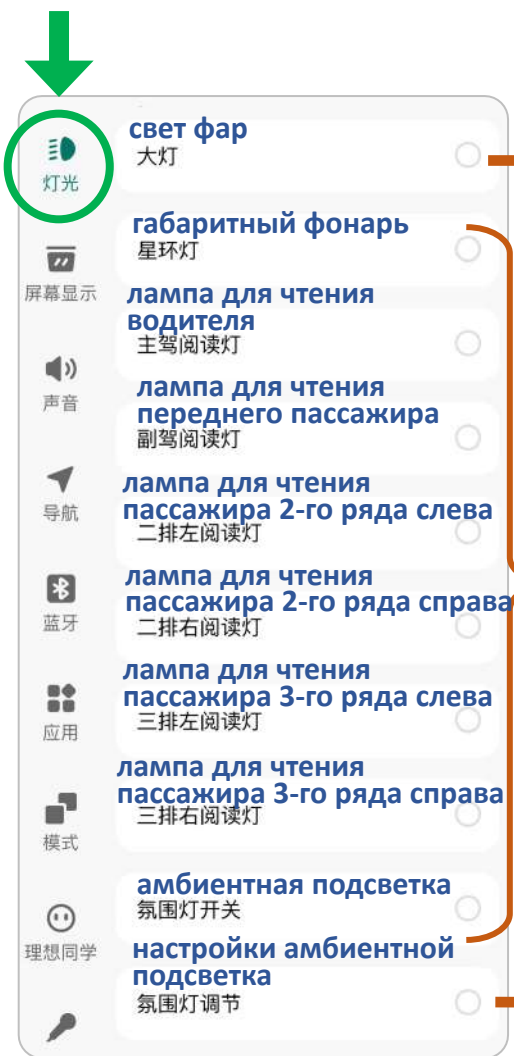 свет фар
大灯
灯光
габаритный фонарь
星环灯
屏幕显示
лампа для чтения
водителя
主驾阅读灯
声音
лампа для чтения
переднего пассажира
副驾阅读灯
导航
лампа для чтения
пассажира 2-го ряда слева
二排左阅读灯
蓝牙
лампа для чтения
пассажира 2-го ряда справа
二排右阅读灯
应用
лампа для чтения
пассажира 3-го ряда слева
三排左阅读灯
模式
лампа для чтения
пассажира 3-го ряда справа
三排右阅读灯
理想同学
амбиентная подсветка
氛围灯开关
настройки амбиентной
подсветка
氛围灯调节